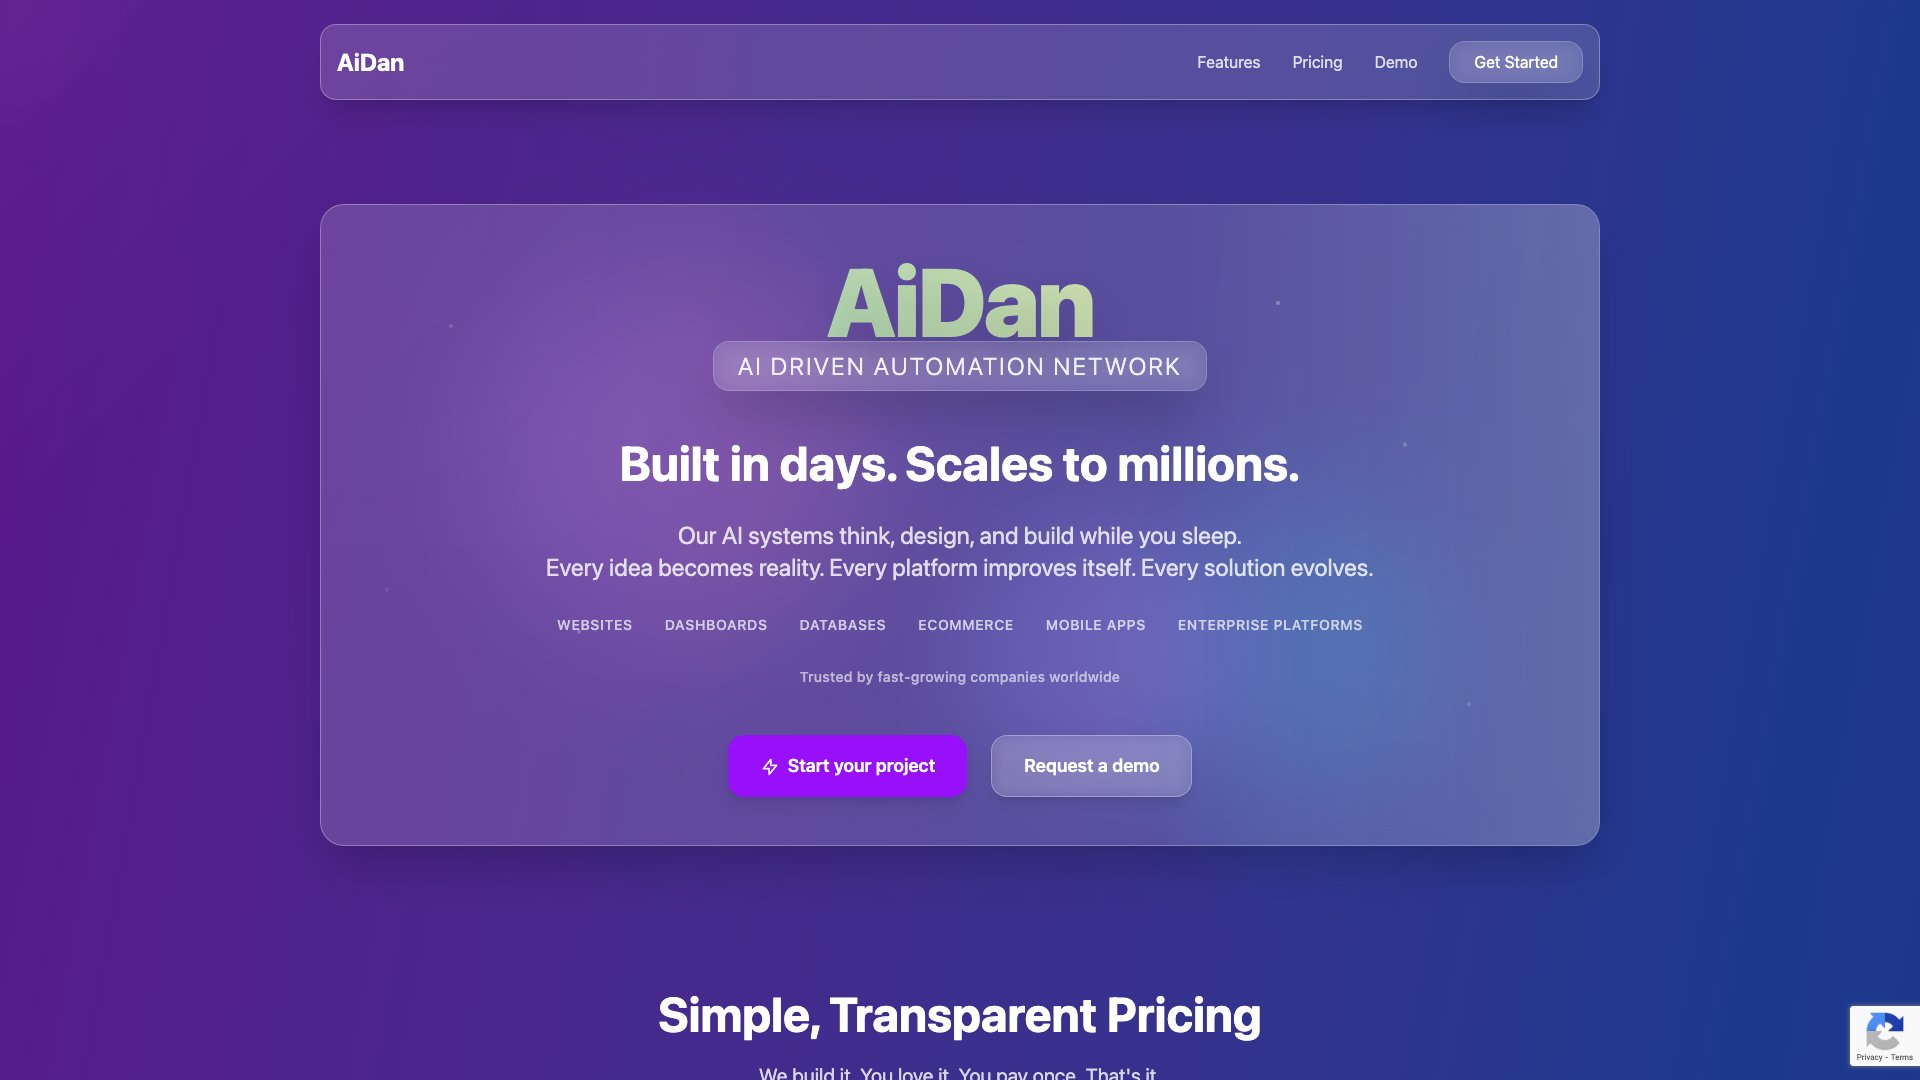 AiDan
Features
Pricing
Demo
Get Started
AiDan
AI DRIVEN AUTOMATION NETWORK
Built in days. Scales to millions.
Our AI systems think, design, and build while you sleep.
Every idea becomes reality. Every platform improves itself. Every solution evolves.
WEBSITES
DASHBOARDS
DATABASES
ECOMMERCE
MOBILE APPS
ENTERPRISE PLATFORMS
Trusted by fast-growing companies worldwide
Start your project
Request a demo
Simple, Transparent Pricing
We build it. You love it. You pay once. That's it.
Privacy - Terms